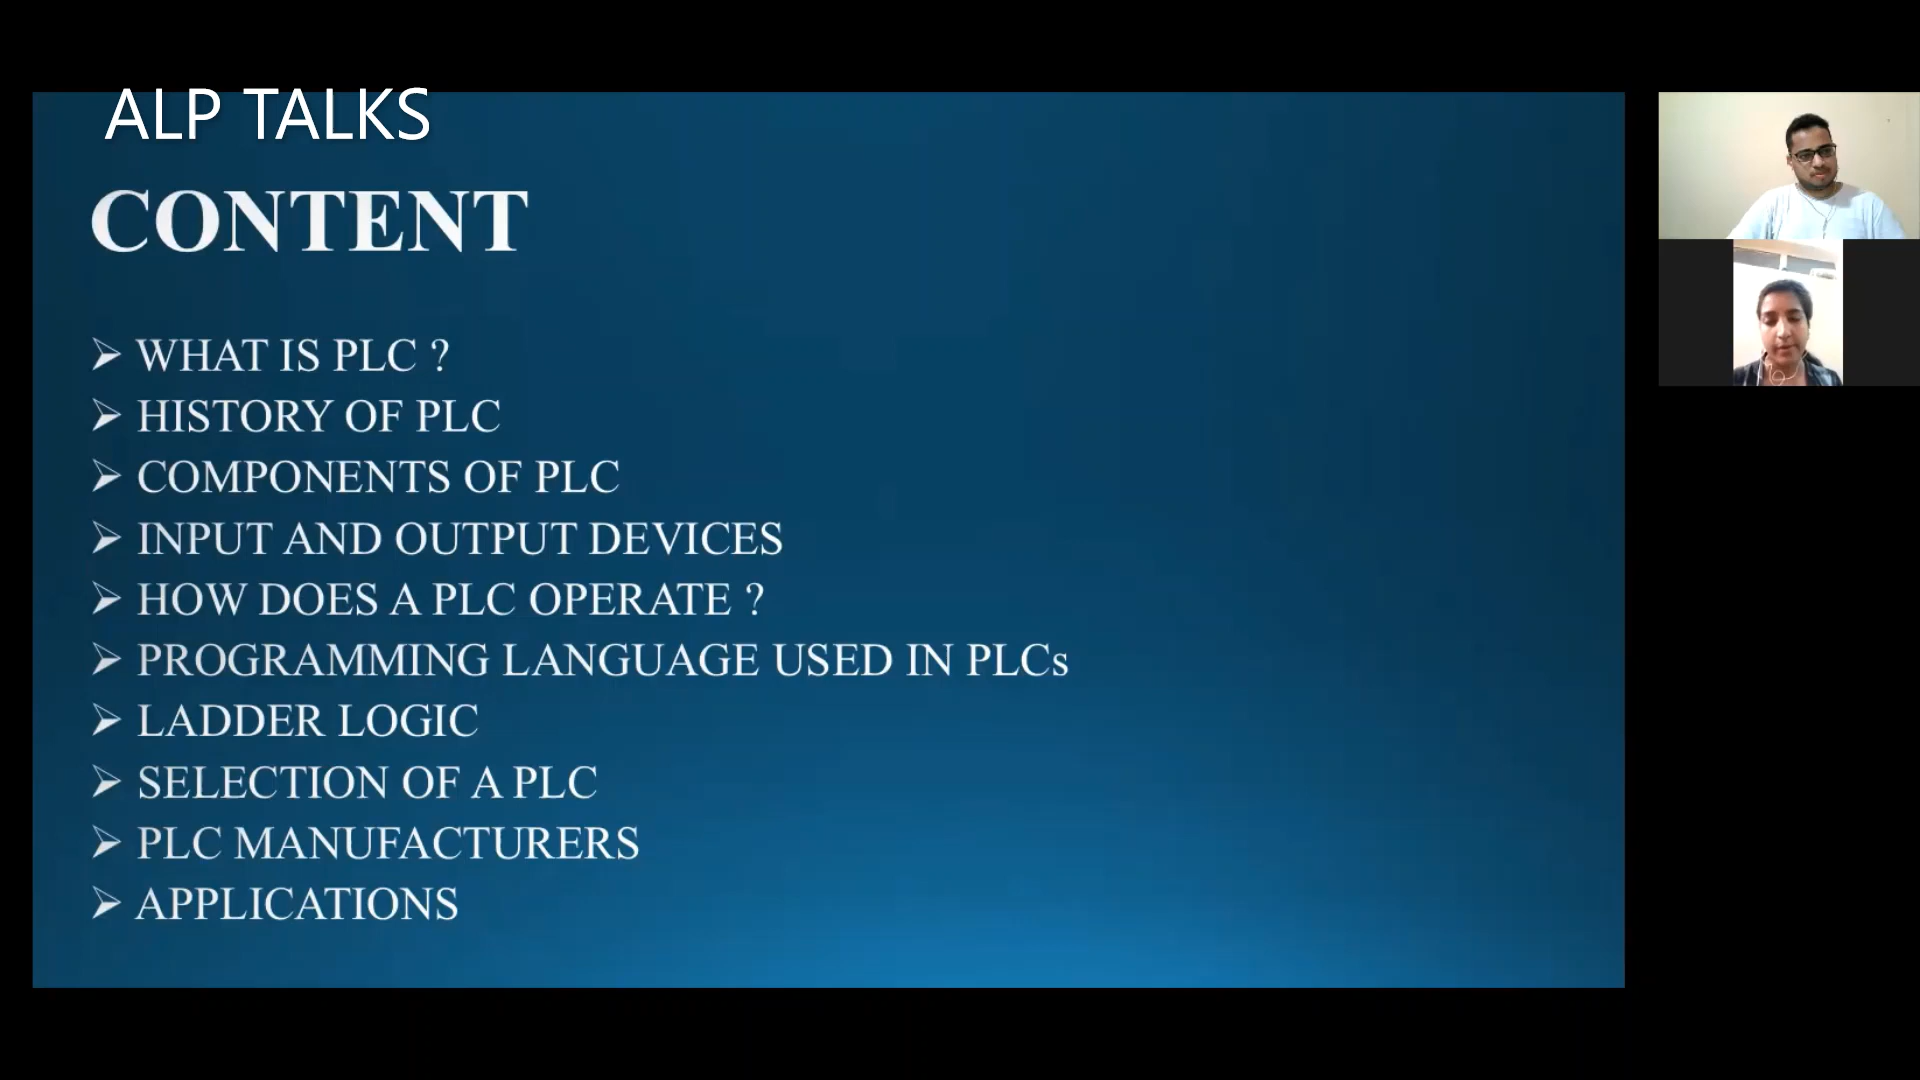 ALP TALKS
CONTENT
WHAT IS PLC ?
HISTORY OF PLC
COMPONENTS OF PLC
INPUT AND OUTPUT DEVICES
HOW DOES A PLC OPERATE ?
PROGRAMMING LANGUAGE USED IN PLCs
LADDER LOGIC
SELECTION OF A PLC
PLC MANUFACTURERS
APPLICATIONS